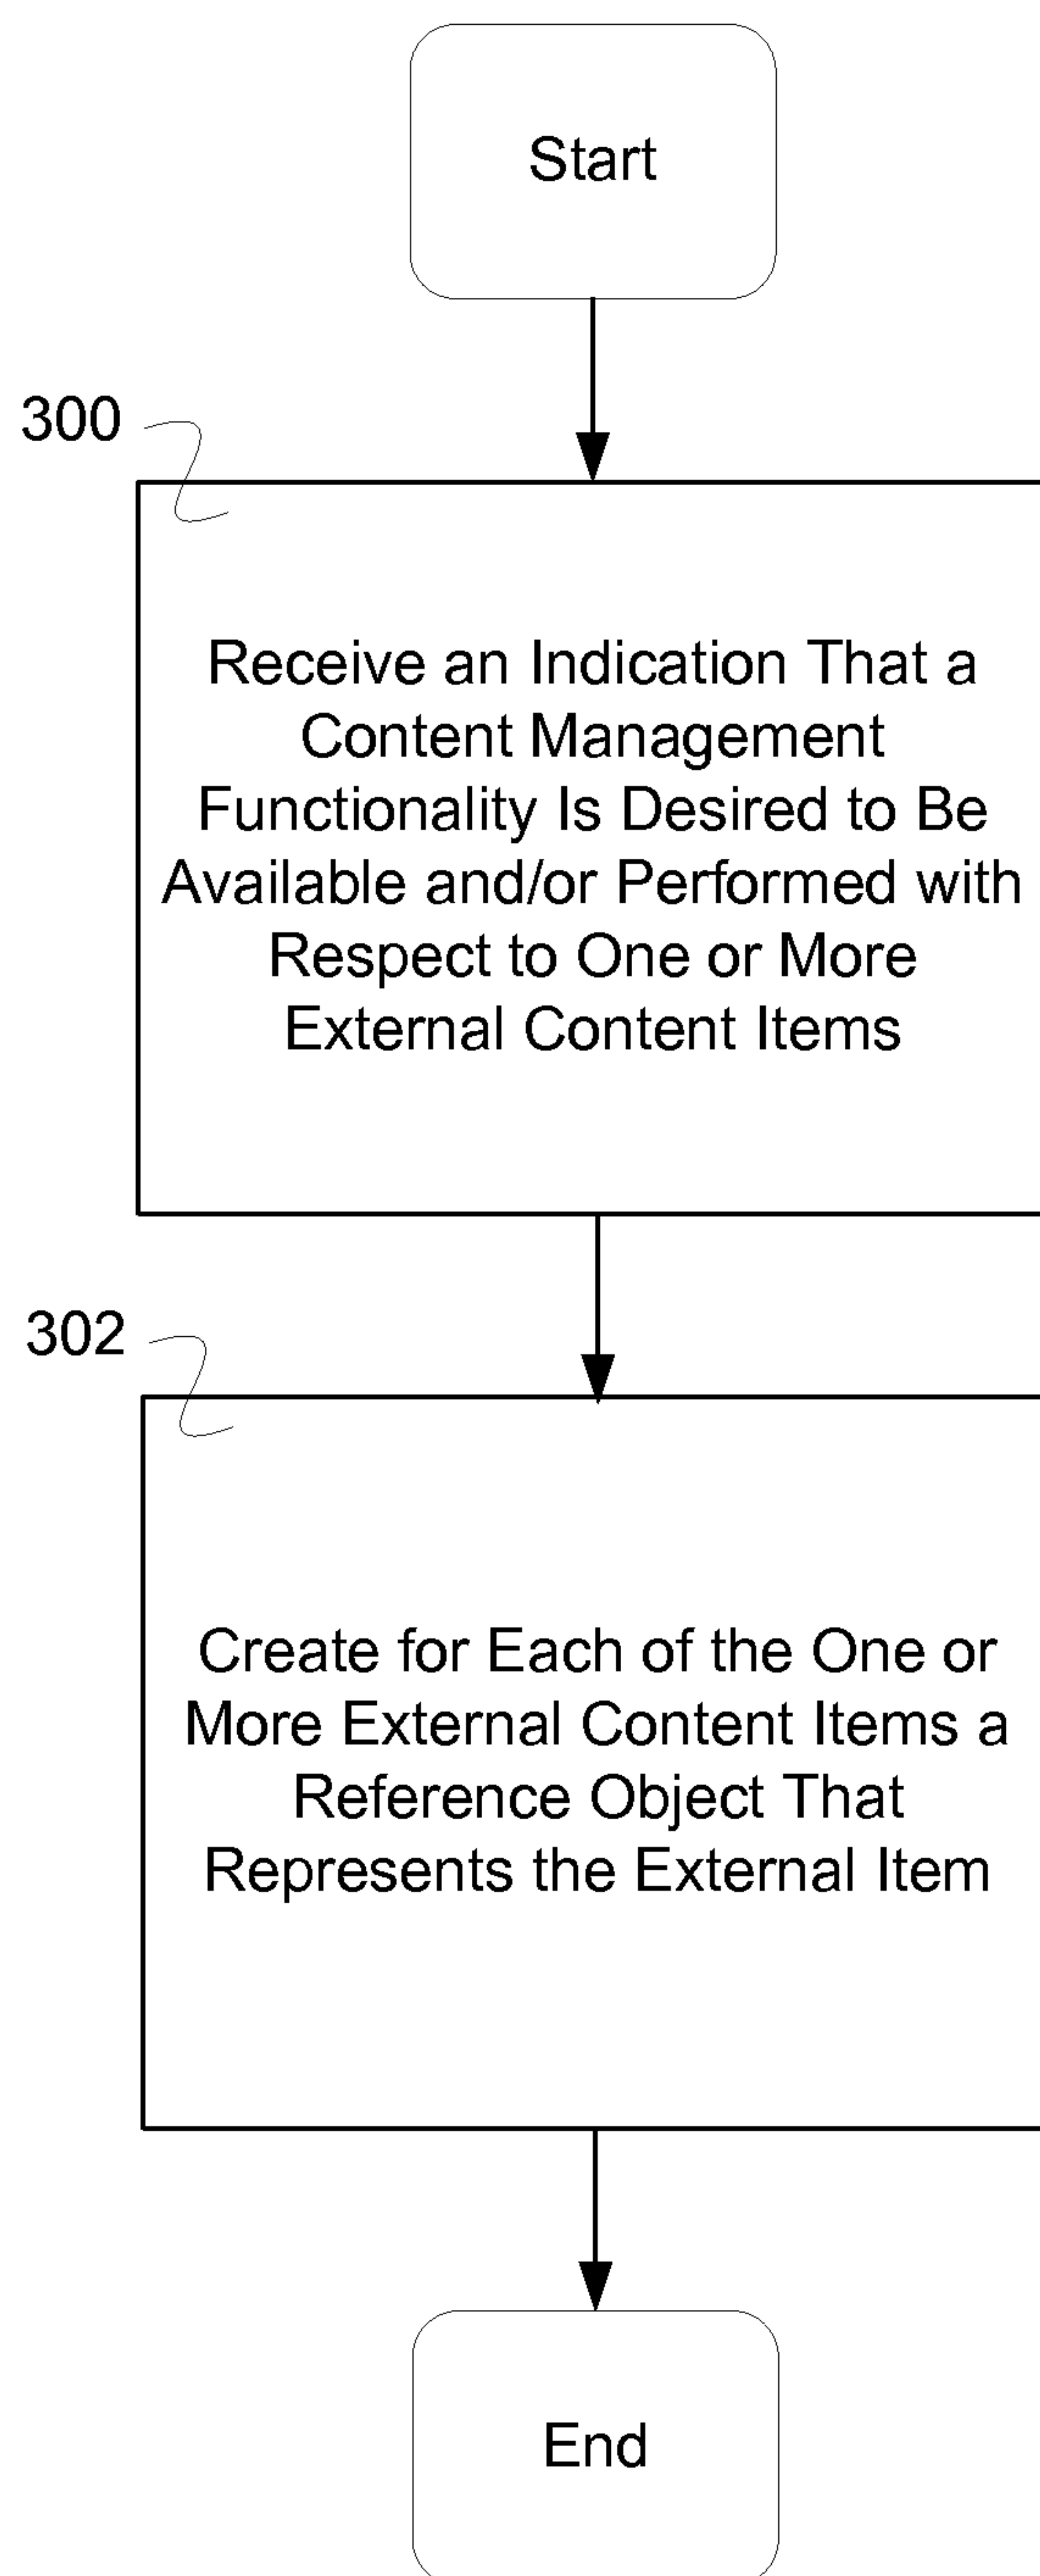 Start
300
Receive an Indication That a
Content Management
Functionality Is Desired to Be
Available and/or Performed with
Respect to One or More
External Content Items
302
Create for Each of the One or
More External Content Items a
Reference Object That
Represents the External Item
End